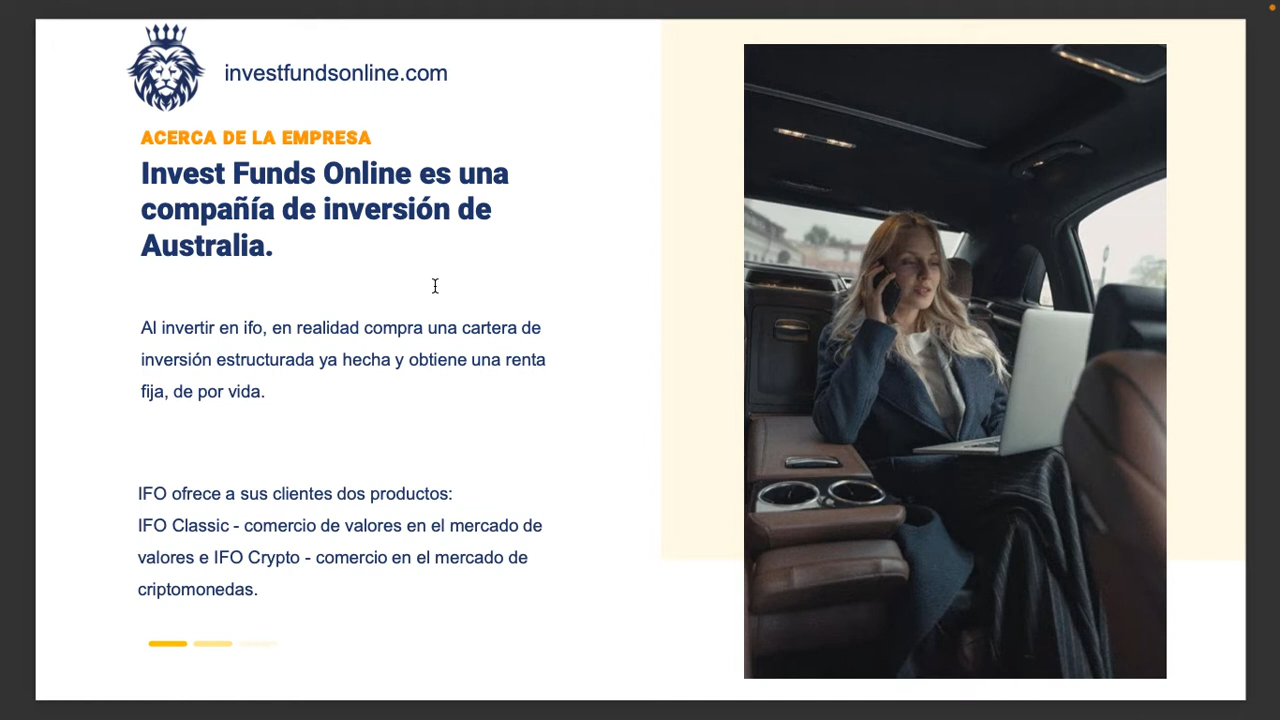 investfundsonline.com
ACERCA DE LA EMPRESA
Invest Funds Online es una
compañía de inversión de
Australia.
Al invertir en ifo, en realidad compra una cartera de
inversión estructurada ya hecha y obtiene una renta
fija, de por vida.
IFO ofrece a sus clientes dos productos:
IFO Classic - comercio de valores en el mercado de
valores e IFO Crypto - comercio en el mercado de
criptomonedas.